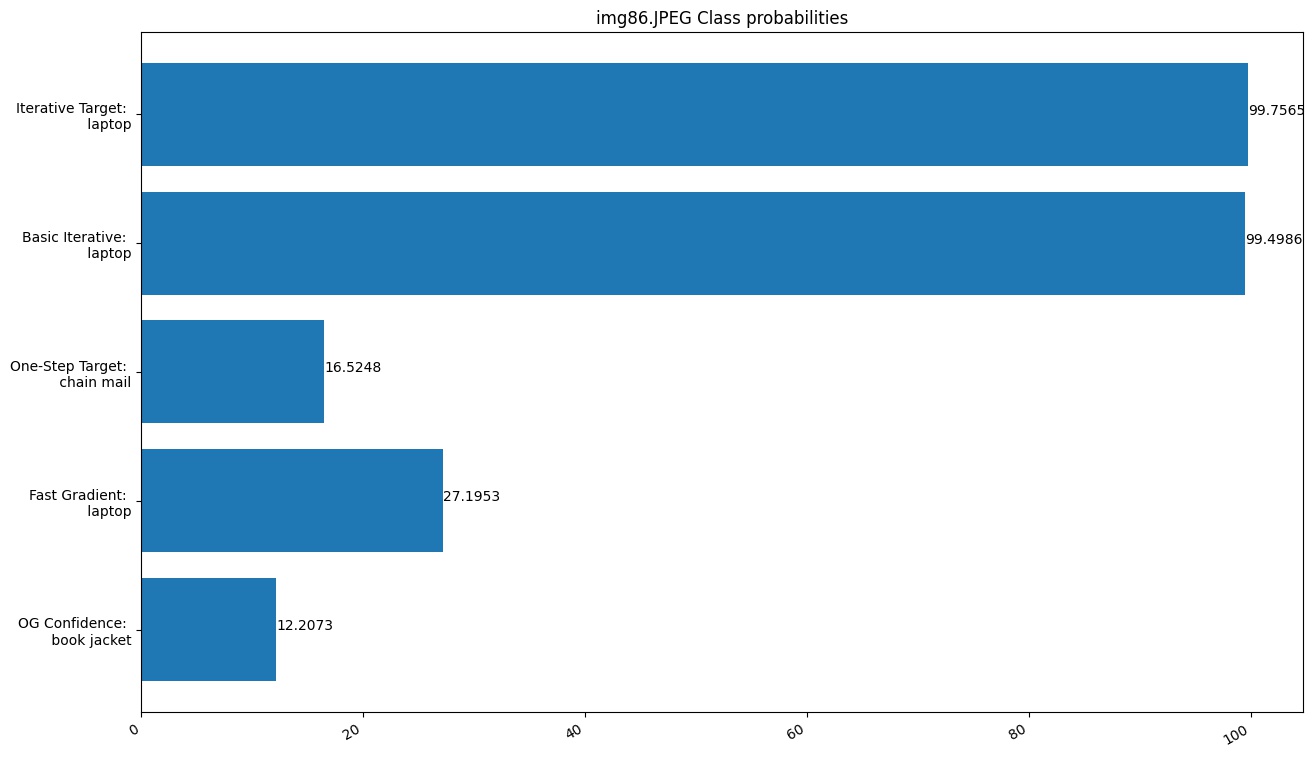 img86.JPEG Class probabilities
Iterative Target:
laptop
99.7565
Basic Iterative:
laptop
99.4986
One-Step Target:
chain mail
16.5248
Fast Gradient:
laptop
27.1953
OG Confidence:
book jacket
12.2073
0
20
40
60
80
100